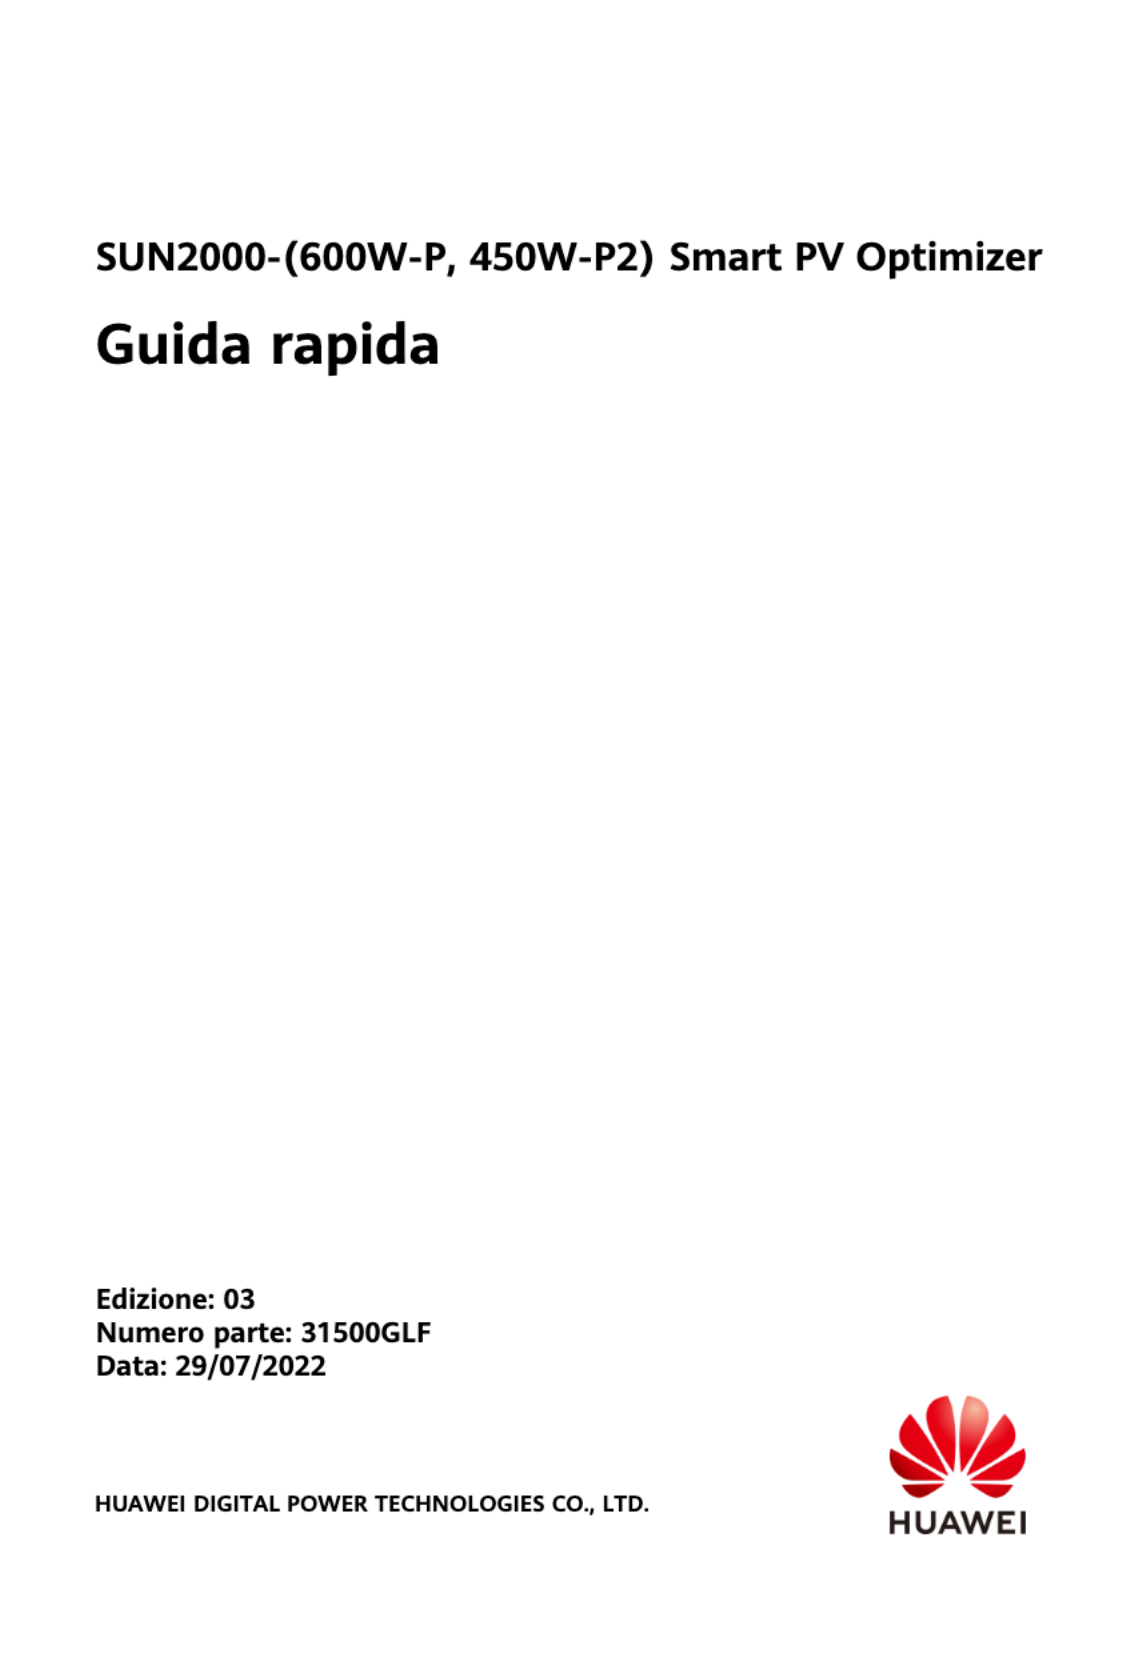 SUN2000-(600W-P, 450W-P2) Smart PV Optimizer
Guida rapida
Edizione: 03
Numero parte: 31500GLF
Data: 29/07/2022
HUAWEI DIGITAL POWER TECHNOLOGIES CO., LTD.
HUAWEI